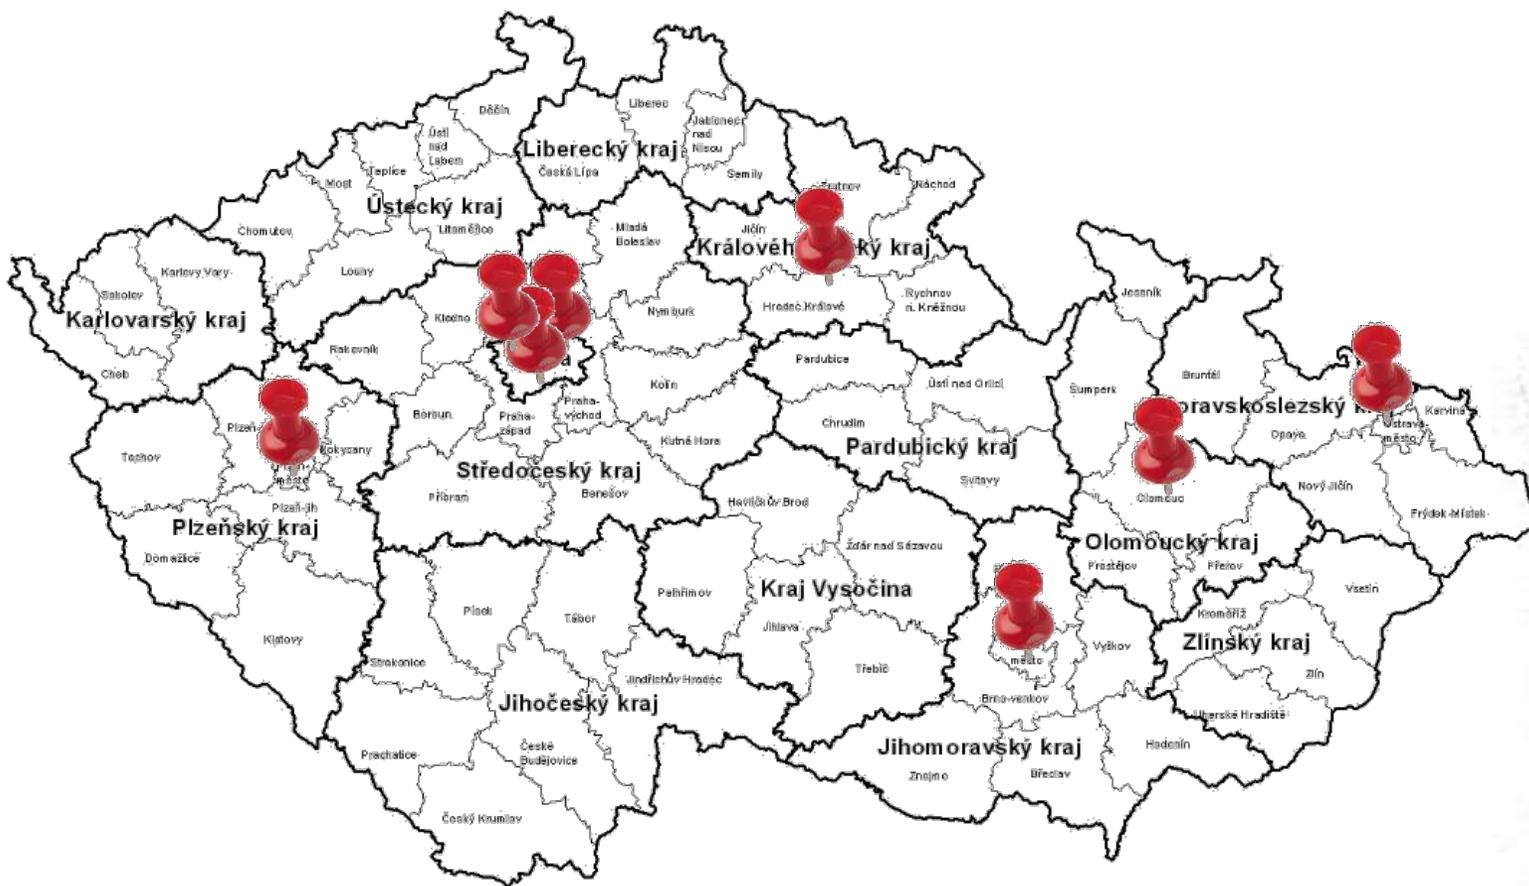 Děčín
Liberec
Jablonec
nad
Nisou
Ústí
nad
Labem
Liberecký kraj
Teplice
Česká Lípa
Semily
Most
Trutnov
Náchod
Ústecký kraj
Chomutov
Litoměřice
Mladá
Boleslav
Jičín
Královéh ký kraj
Karlovy Vary
Louny
Sokolov
Karlovarský kraj
Kladno
Nymburk
Hradec Králové
Rychnov
n. Kněžnou
Jeseník
Rakovník
Cheb
Pardubice
Kolín
Ústí nad Orlicí
Šumperk
Bruntál
oravskoslezský k
Karviná
Beroun
Praha-
západ
Praha-
východ
Chrudim
Opava
Ostrava-
město
Plzeň-
Rokycany
Kutná Hora
Pardubický kraj
Tachov
Středočeský kraj
město
Příbram
Benešov
Svitavy
Olomouc
Nový Jičín
Plzeň-jih
Plzeňský kraj
Havlíčkův Brod
Frýdek-Místek
Domažlice
Žďár nad Sázavou
Olomoucký kraj
Prostějov
Přerov
Pelhřimov
Kraj Vysočina
Vsetín
Písek
Tábor
Kroměříž
Klatovy
Jihlava
Zlínský kraj
Vyškov
město
Strakonice
Třebíč
Zlín
Jindřichův Hradec
Brno-venkov
Jihočeský kraj
Uherské Hradiště
Prachatice
České
Budějovice
Jihomoravský kraj
Hodonín
Znojmo
Břeclav
Český Krumlov